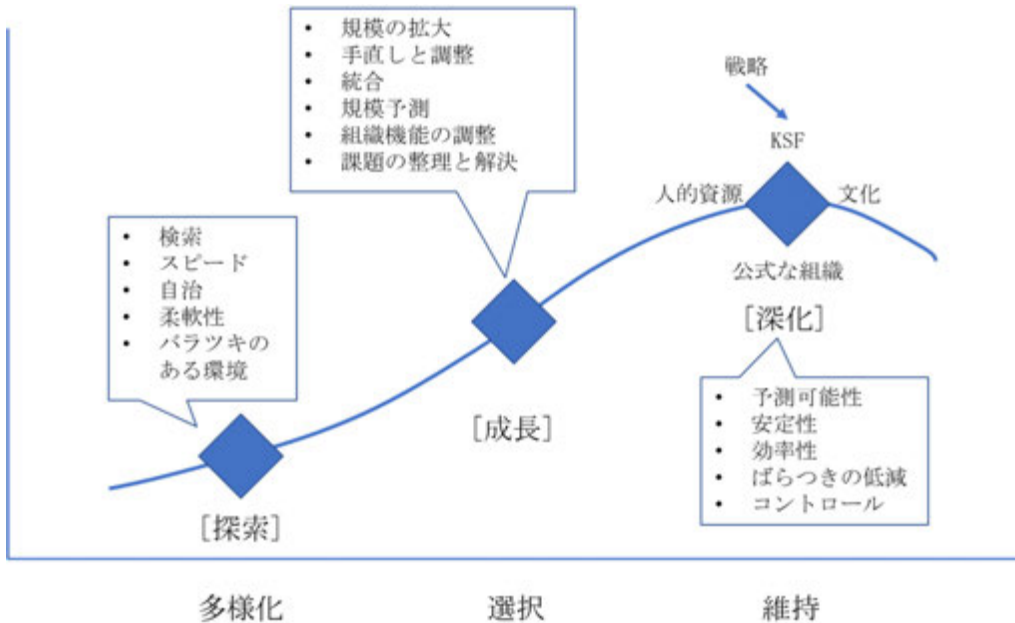 • 規模の拡大
• 手直しと調整
• 統合
• 規模予測
• 組織機能の調整
• 課題の整理と解決
戦略
KSF
人的資源
文化
公式な組織
[深化]
• 検索
• スピード
• 自治
• 柔軟性
• バラツキの
ある環境
[成長]
• 予測可能性
• 安定性
• 効率性
• ばらつきの低減
• コントロール
[探索]
多様化
選択
維持